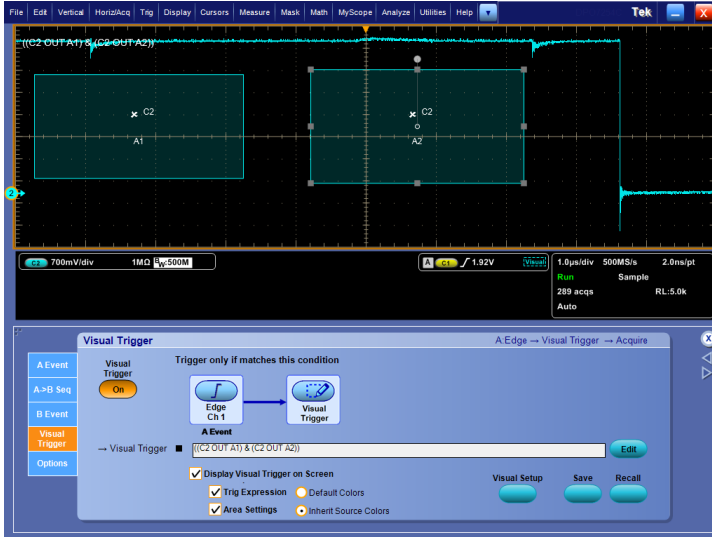 File Edit Vertical Horiz/Acq Trig Display Cursors Measure Mask Math MyScope Analyze Utilities Help Tek X
((C2 OUT A1) & (C2 OUT A2))
C2 C2
A1 A2
2
C2 700mV/div 1MΩ BW:500M A C1 1.92V Visual 1.0µs/div 500MS/s 2.0ns/pt
Run Sample
289 acqs RL:5.0k
Auto
Visual Trigger A:Edge → Visual Trigger → Acquire X
A Event Visual Trigger Trigger only if matches this condition
A->B Seq On Edge Ch 1 Visual Trigger
B Event A Event
Visual Trigger → Visual Trigger ((C2 OUT A1) & (C2 OUT A2)) Edit
Options Display Visual Trigger on Screen Visual Setup Save Recall
Trig Expression Default Colors
Area Settings Inherit Source Colors